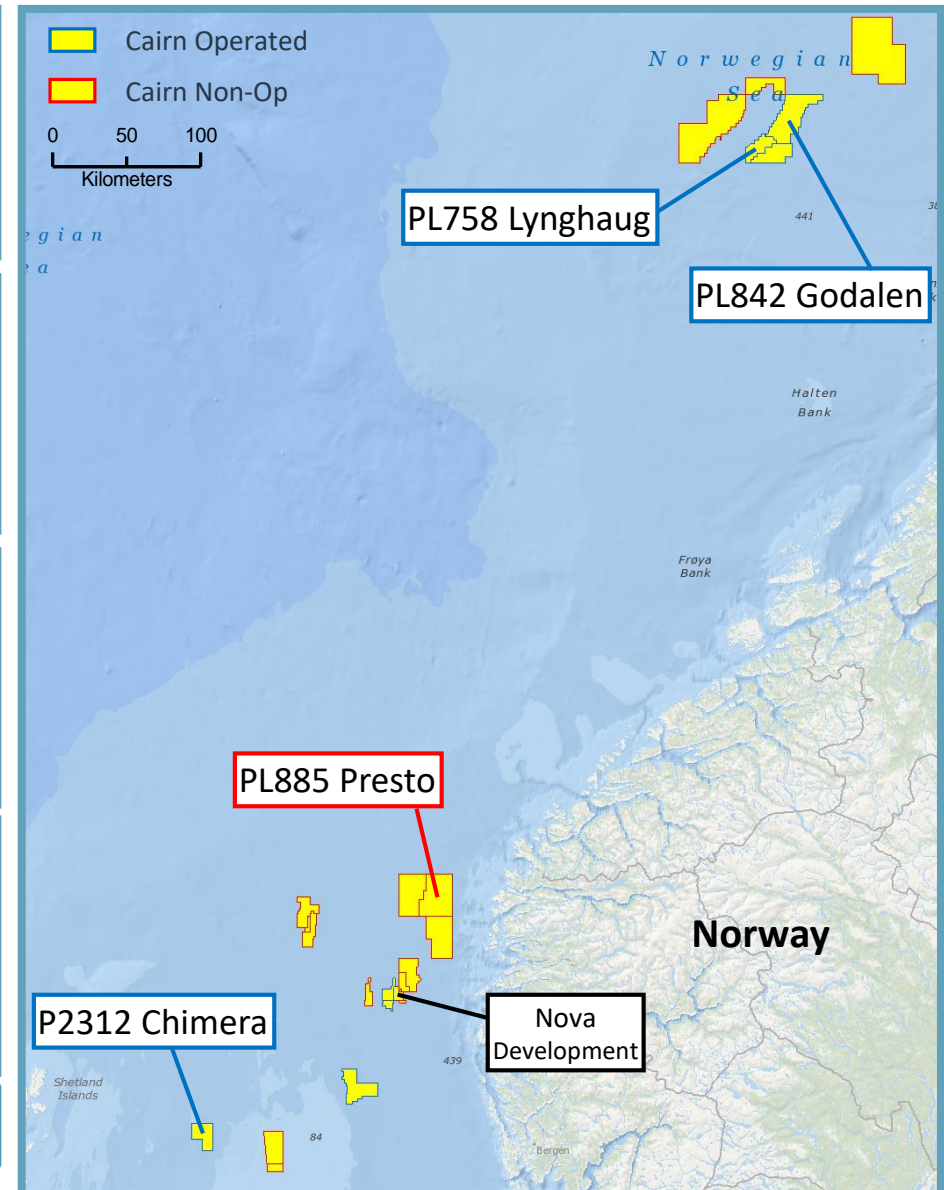 Cairn Operated
Cairn Non-Op
0 50 100
Kilometers
Norwegian
Sea
PL758 Lynghaug
441
38
egian
a
PL842 Godalen
Halten
Bank
Frøya
Bank
PL885 Presto
Norway
P2312 Chimera
Nova
Development
439
Shetland
Islands
84
Bergen